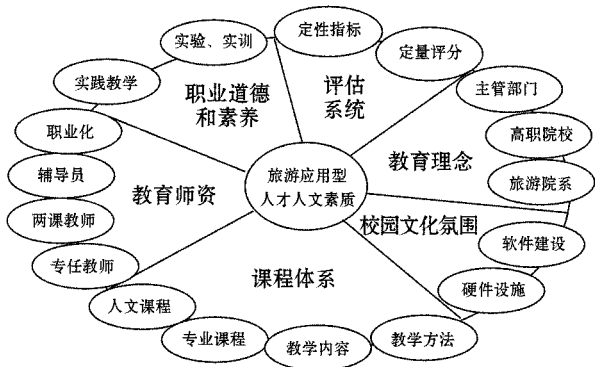 定性指标
实验、实训
定量评分
实践教学
职业道德
和素养
评估
系统
主管部门
职业化
高职院校
教育理念
辅导员
旅游应用型
人才人文素质
旅游院系
教育师资
两课教师
校园文化氛围
软件建设
专任教师
课程体系
硬件设施
人文课程
专业课程
教学内容
教学方法